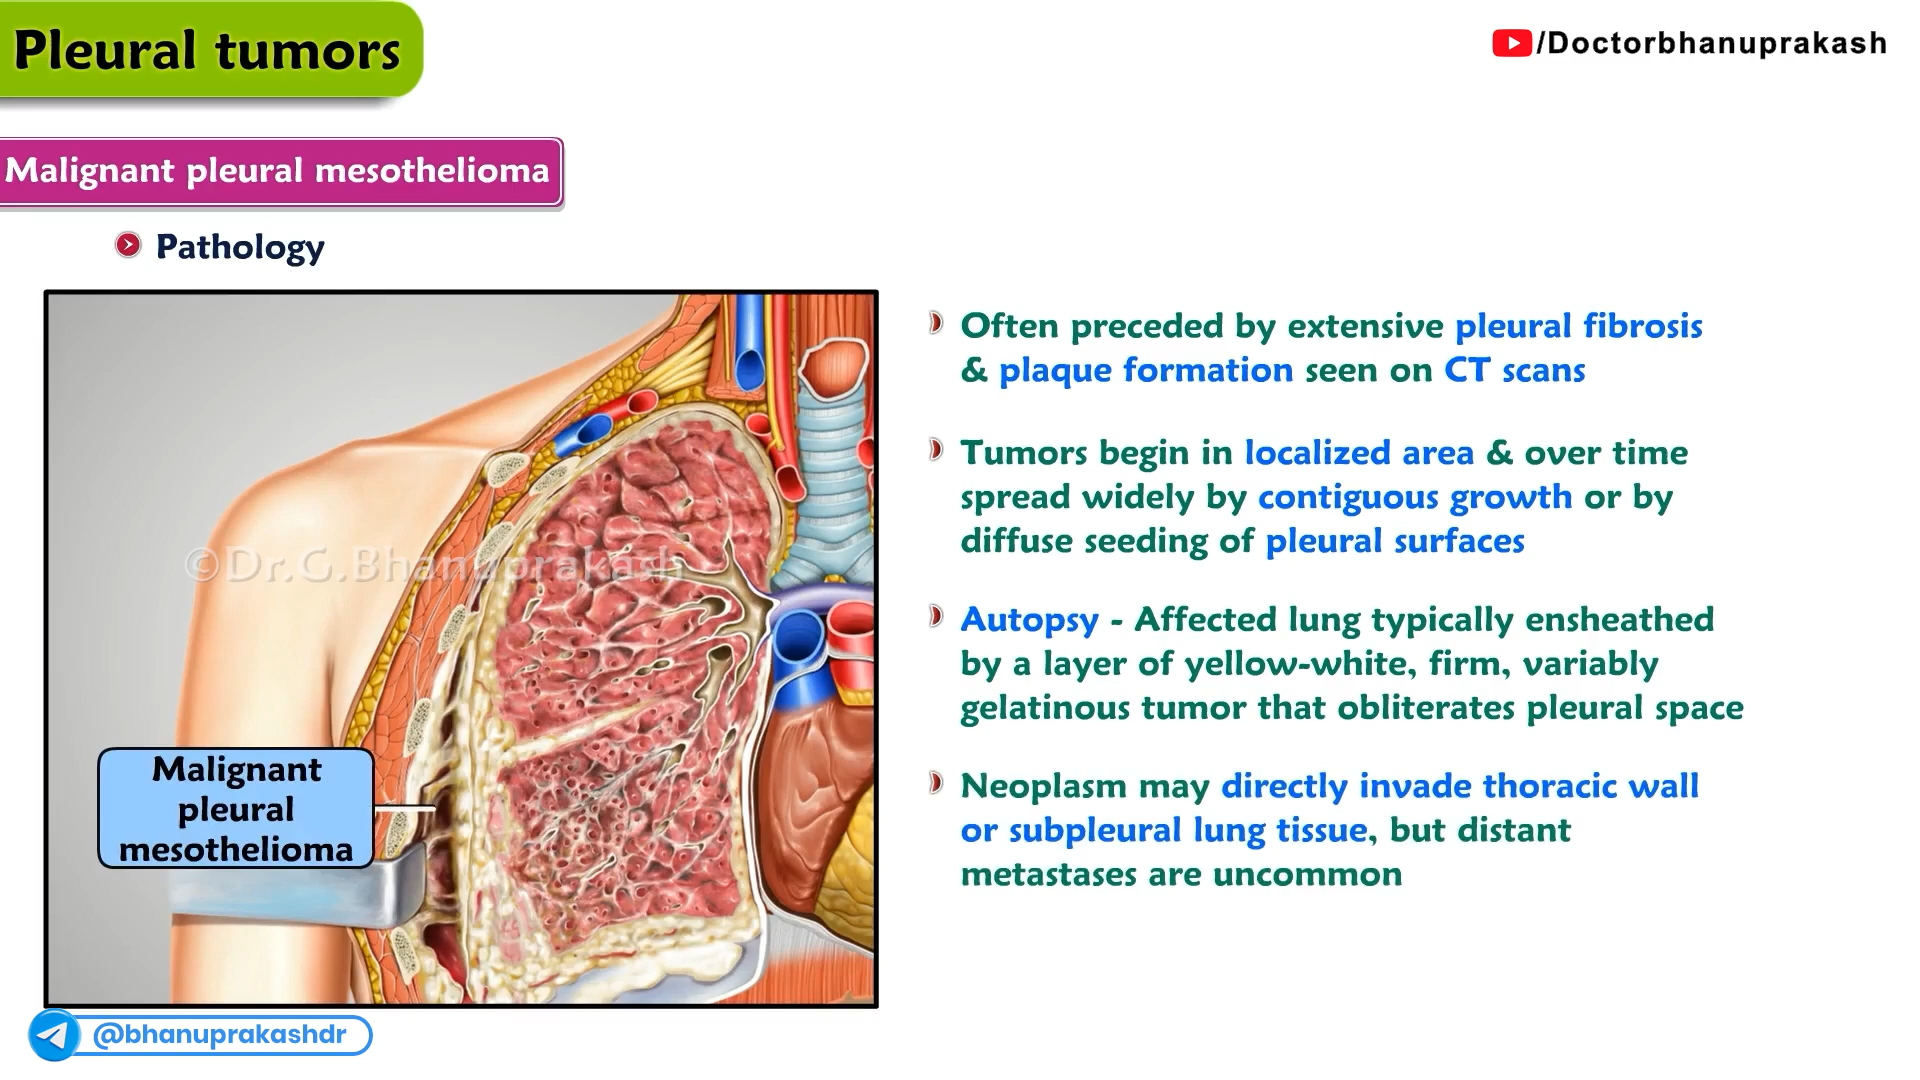 Pleural tumors
/Doctorbhanuprakash
Malignant pleural mesothelioma
Pathology
Often preceded by extensive pleural fibrosis
& plaque formation seen on CT scans
Tumors begin in localized area & over time
spread widely by contiguous growth or by
diffuse seeding of pleural surfaces
Autopsy - Affected lung typically ensheathed
by a layer of yellow-white, firm, variably
gelatinous tumor that obliterates pleural space
Neoplasm may directly invade thoracic wall
or subpleural lung tissue, but distant
metastases are uncommon
©Dr.G.Bhanuprakash
Malignant
pleural
mesothelioma
@bhanuprakashdr